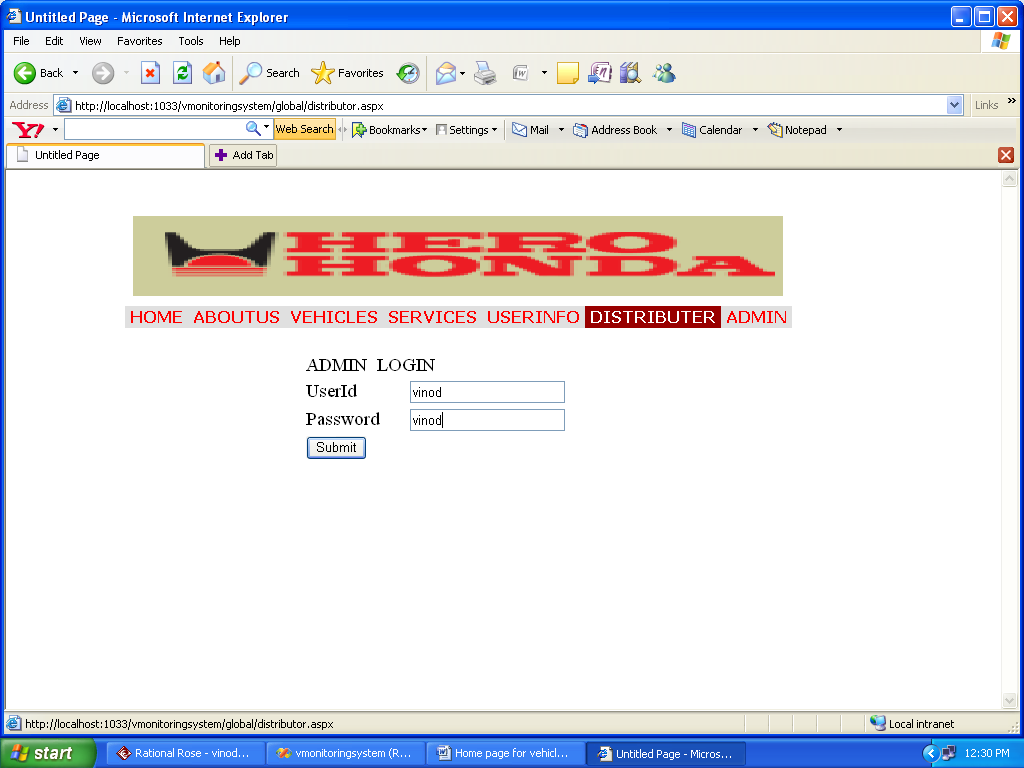 Untitled Page - Microsoft Internet Explorer
File Edit View Favorites Tools Help
Back Search Favorites
Address http://localhost:1033/vmonitoringsystem/global/distributor.aspx Links »
Y! Web Search Bookmarks Settings Mail Address Book Calendar Notepad
Untitled Page Add Tab
HERO
HONDA
HOME ABOUTUS VEHICLES SERVICES USERINFO DISTRIBUTER ADMIN
ADMIN LOGIN
UserId vinod
Password vinod
Submit
http://localhost:1033/vmonitoringsystem/global/distributor.aspx Local intranet
start Rational Rose - vinod... vmonitoringsystem (R... Home page for vehicl... Untitled Page - Micros... 12:30 PM